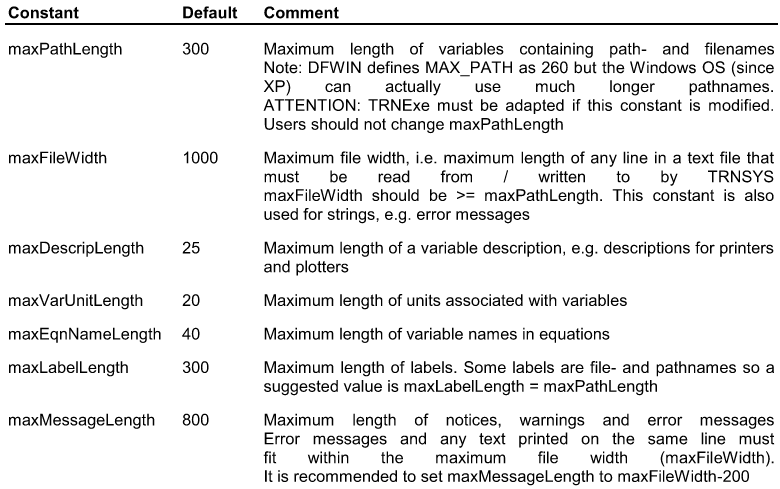 Constant Default Comment
maxPathLength 300 Maximum length of variables containing path- and filenames
Note: DFWIN defines MAX_PATH as 260 but the Windows OS (since
XP) can actually use much longer pathnames.
ATTENTION: TRNExe must be adapted if this constant is modified.
Users should not change maxPathLength
maxFileWidth 1000 Maximum file width, i.e. maximum length of any line in a text file that
must be read from / written to by TRNSYS
maxFileWidth should be >= maxPathLength. This constant is also
used for strings, e.g. error messages
maxDescripLength 25 Maximum length of a variable description, e.g. descriptions for printers
and plotters
maxVarUnitLength 20 Maximum length of units associated with variables
maxEqnNameLength 40 Maximum length of variable names in equations
maxLabelLength 300 Maximum length of labels. Some labels are file- and pathnames so a
suggested value is maxLabelLength = maxPathLength
maxMessageLength 800 Maximum length of notices, warnings and error messages
Error messages and any text printed on the same line must
fit within the maximum file width (maxFileWidth).
It is recommended to set maxMessageLength to maxFileWidth-200